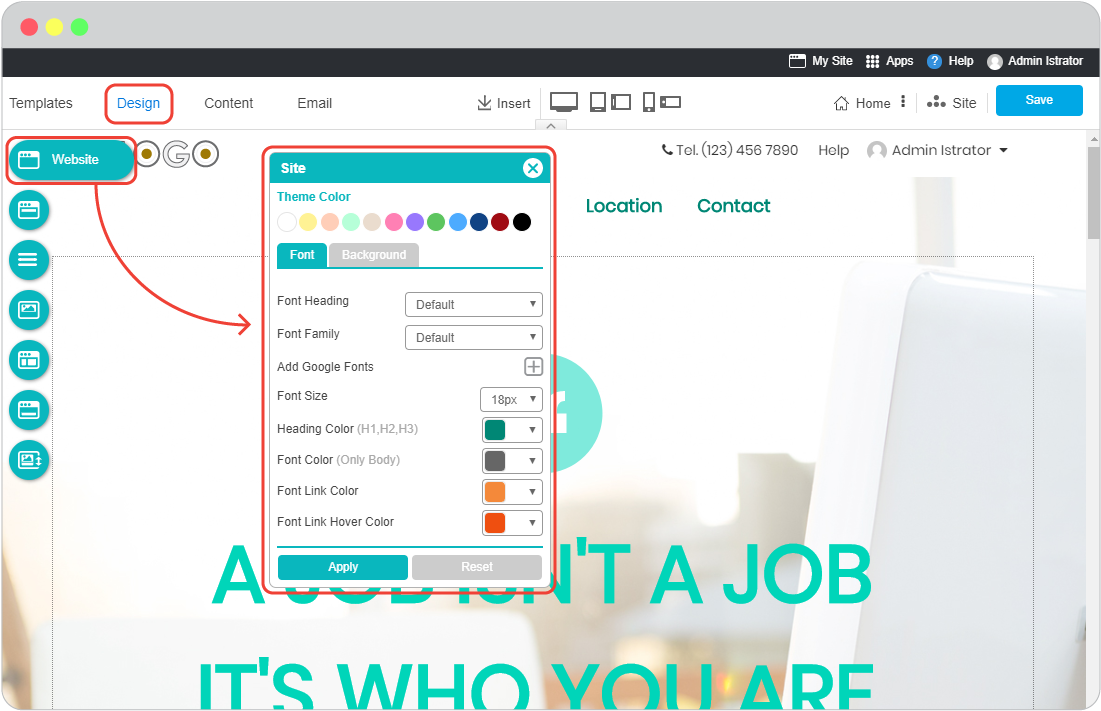 My Site Apps ? Help Admin Istrator
Templates Design Content Email Insert Home Site Save
Website
OGO
Tel. (123) 456 7890 Help Admin Istrator
Location Contact
Site
Theme Color
Font Background
Font Heading Default
Font Family Default
Add Google Fonts
Font Size 18px
Heading Color (H1,H2,H3)
Font Color (Only Body)
Font Link Color
Font Link Hover Color
Apply Reset
A JOB ISN'T A JOB
IT'S WHO YOU ARE